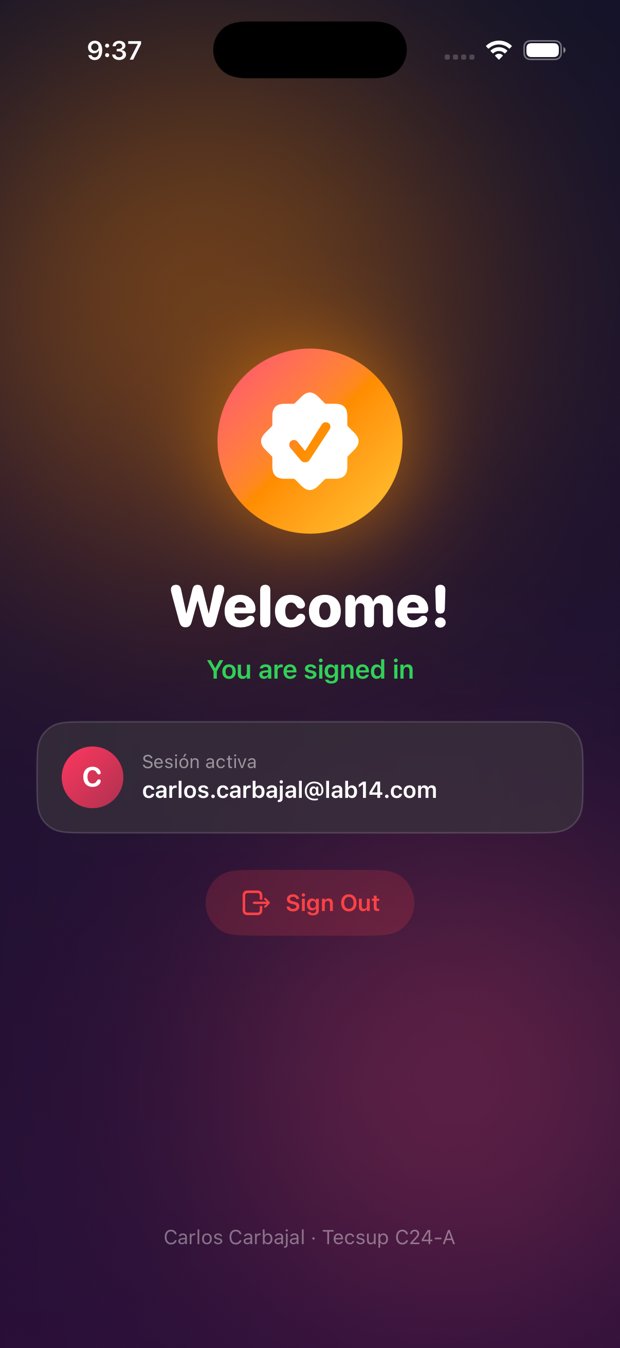 9:37
Welcome!
You are signed in
C
Sesión activa
carlos.carbajal@lab14.com
Sign Out
Carlos Carbajal · Tecsup C24-A